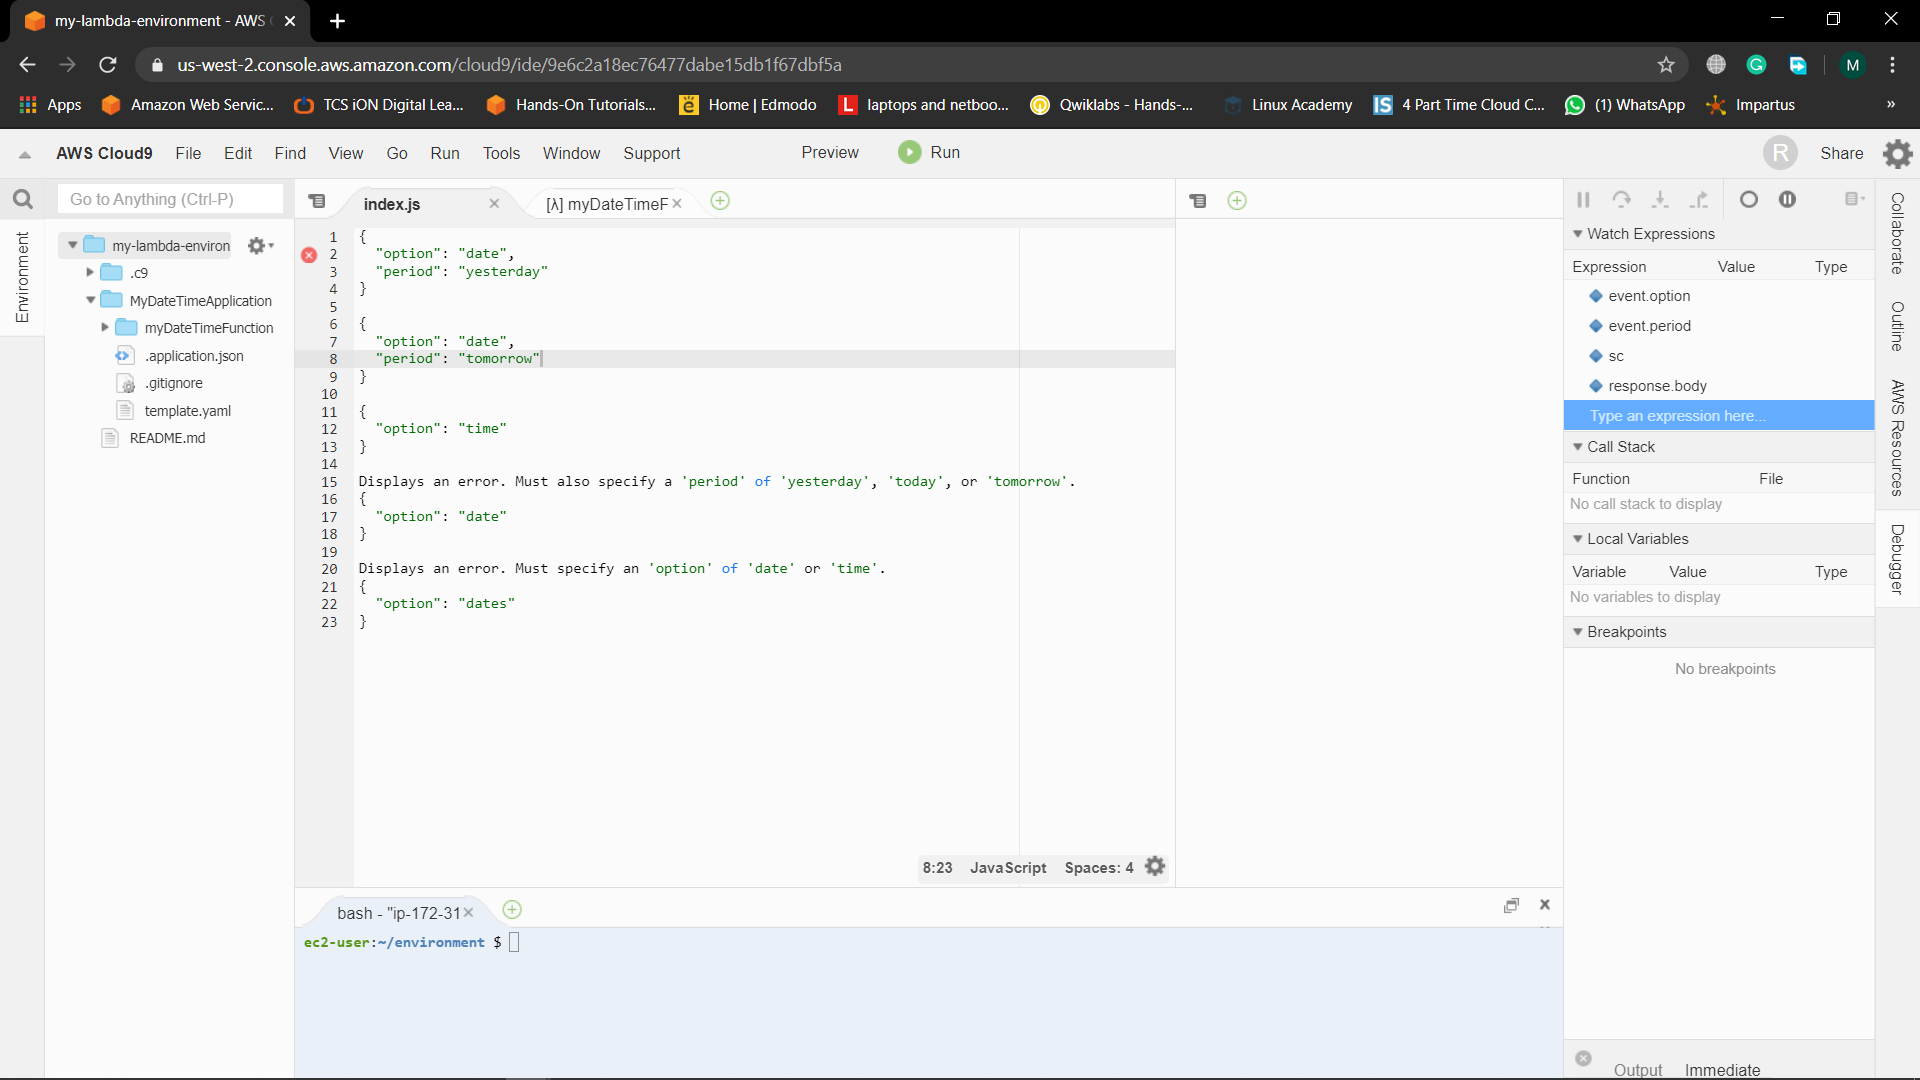 my-lambda-environment - AWS C
us-west-2.console.aws.amazon.com/cloud9/ide/9e6c2a18ec76477dabe15db1f67dbf5a
M
Apps Amazon Web Servic... TCS iON Digital Lea... Hands-On Tutorials... Home | Edmodo laptops and netboo... Qwiklabs - Hands-... Linux Academy 4 Part Time Cloud C... (1) WhatsApp Impartus »
AWS Cloud9 File Edit Find View Go Run Tools Window Support Preview Run R Share
Go to Anything (Ctrl-P)
index.js
[λ] myDateTimeF
Environment
my-lambda-environ
.c9
MyDateTimeApplication
myDateTimeFunction
.application.json
.gitignore
template.yaml
README.md
1 {
2 "option": "date",
3 "period": "yesterday"
4 }
5
6 {
7 "option": "date",
8 "period": "tomorrow"
9 }
10
11 {
12 "option": "time"
13 }
14
15 Displays an error. Must also specify a 'period' of 'yesterday', 'today', or 'tomorrow'.
16 {
17 "option": "date"
18 }
19
20 Displays an error. Must specify an 'option' of 'date' or 'time'.
21 {
22 "option": "dates"
23 }
8:23 JavaScript Spaces: 4
bash - "ip-172-31
ec2-user:~/environment $
Watch Expressions
Expression Value Type
event.option
event.period
sc
response.body
Type an expression here...
Call Stack
Function File
No call stack to display
Local Variables
Variable Value Type
No variables to display
Breakpoints
No breakpoints
Output Immediate
Collaborate
Outline
AWS Resources
Debugger